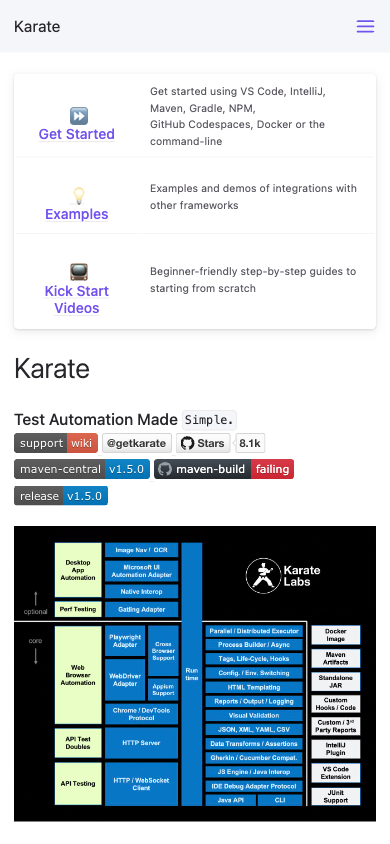 Karate
Get Started
Get started using VS Code, IntelliJ,
Maven, Gradle, NPM,
GitHub Codespaces, Docker or the
command-line
Examples
Examples and demos of integrations with
other frameworks
Kick Start
Videos
Beginner-friendly step-by-step guides to
starting from scratch
Karate
Test Automation Made Simple.
support wiki @getkarate Stars 8.1k
maven-central v1.5.0 maven-build failing
release v1.5.0
Karate
Labs
optional
core
Desktop
App
Automation
Image Nav / OCR
Microsoft UI
Automation Adapter
Native Interop
Perf Testing
Gatling Adapter
Web
Browser
Automation
Playwright
Adapter
WebDriver
Adapter
Cross
Browser
Support
Appium
Support
Chrome / DevTools
Protocol
API Test
Doubles
HTTP Server
API Testing
HTTP / WebSocket
Client
Run
time
Parallel / Distributed Executor
Process Builder / Async
Tags, Life-Cycle, Hooks
Config. / Env. Switching
HTML Templating
Reports / Output / Logging
Visual Validation
JSON, XML, YAML, CSV
Data Transforms / Assertions
Gherkin / Cucumber Compat.
JS Engine / Java Interop
IDE Debug Adapter Protocol
Java API
CLI
Docker
Image
Maven
Artifacts
Standalone
JAR
Custom
Hooks / Code
Custom / 3rd
Party Reports
IntelliJ
Plugin
VS Code
Extension
JUnit
Support